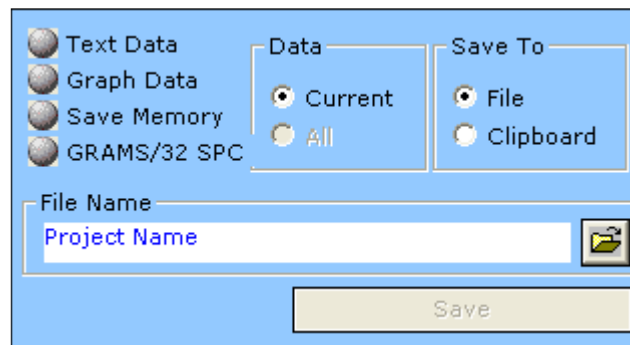 Text Data
Graph Data
Save Memory
GRAMS/32 SPC
Data
Current
All
Save To
File
Clipboard
File Name
Project Name
Save